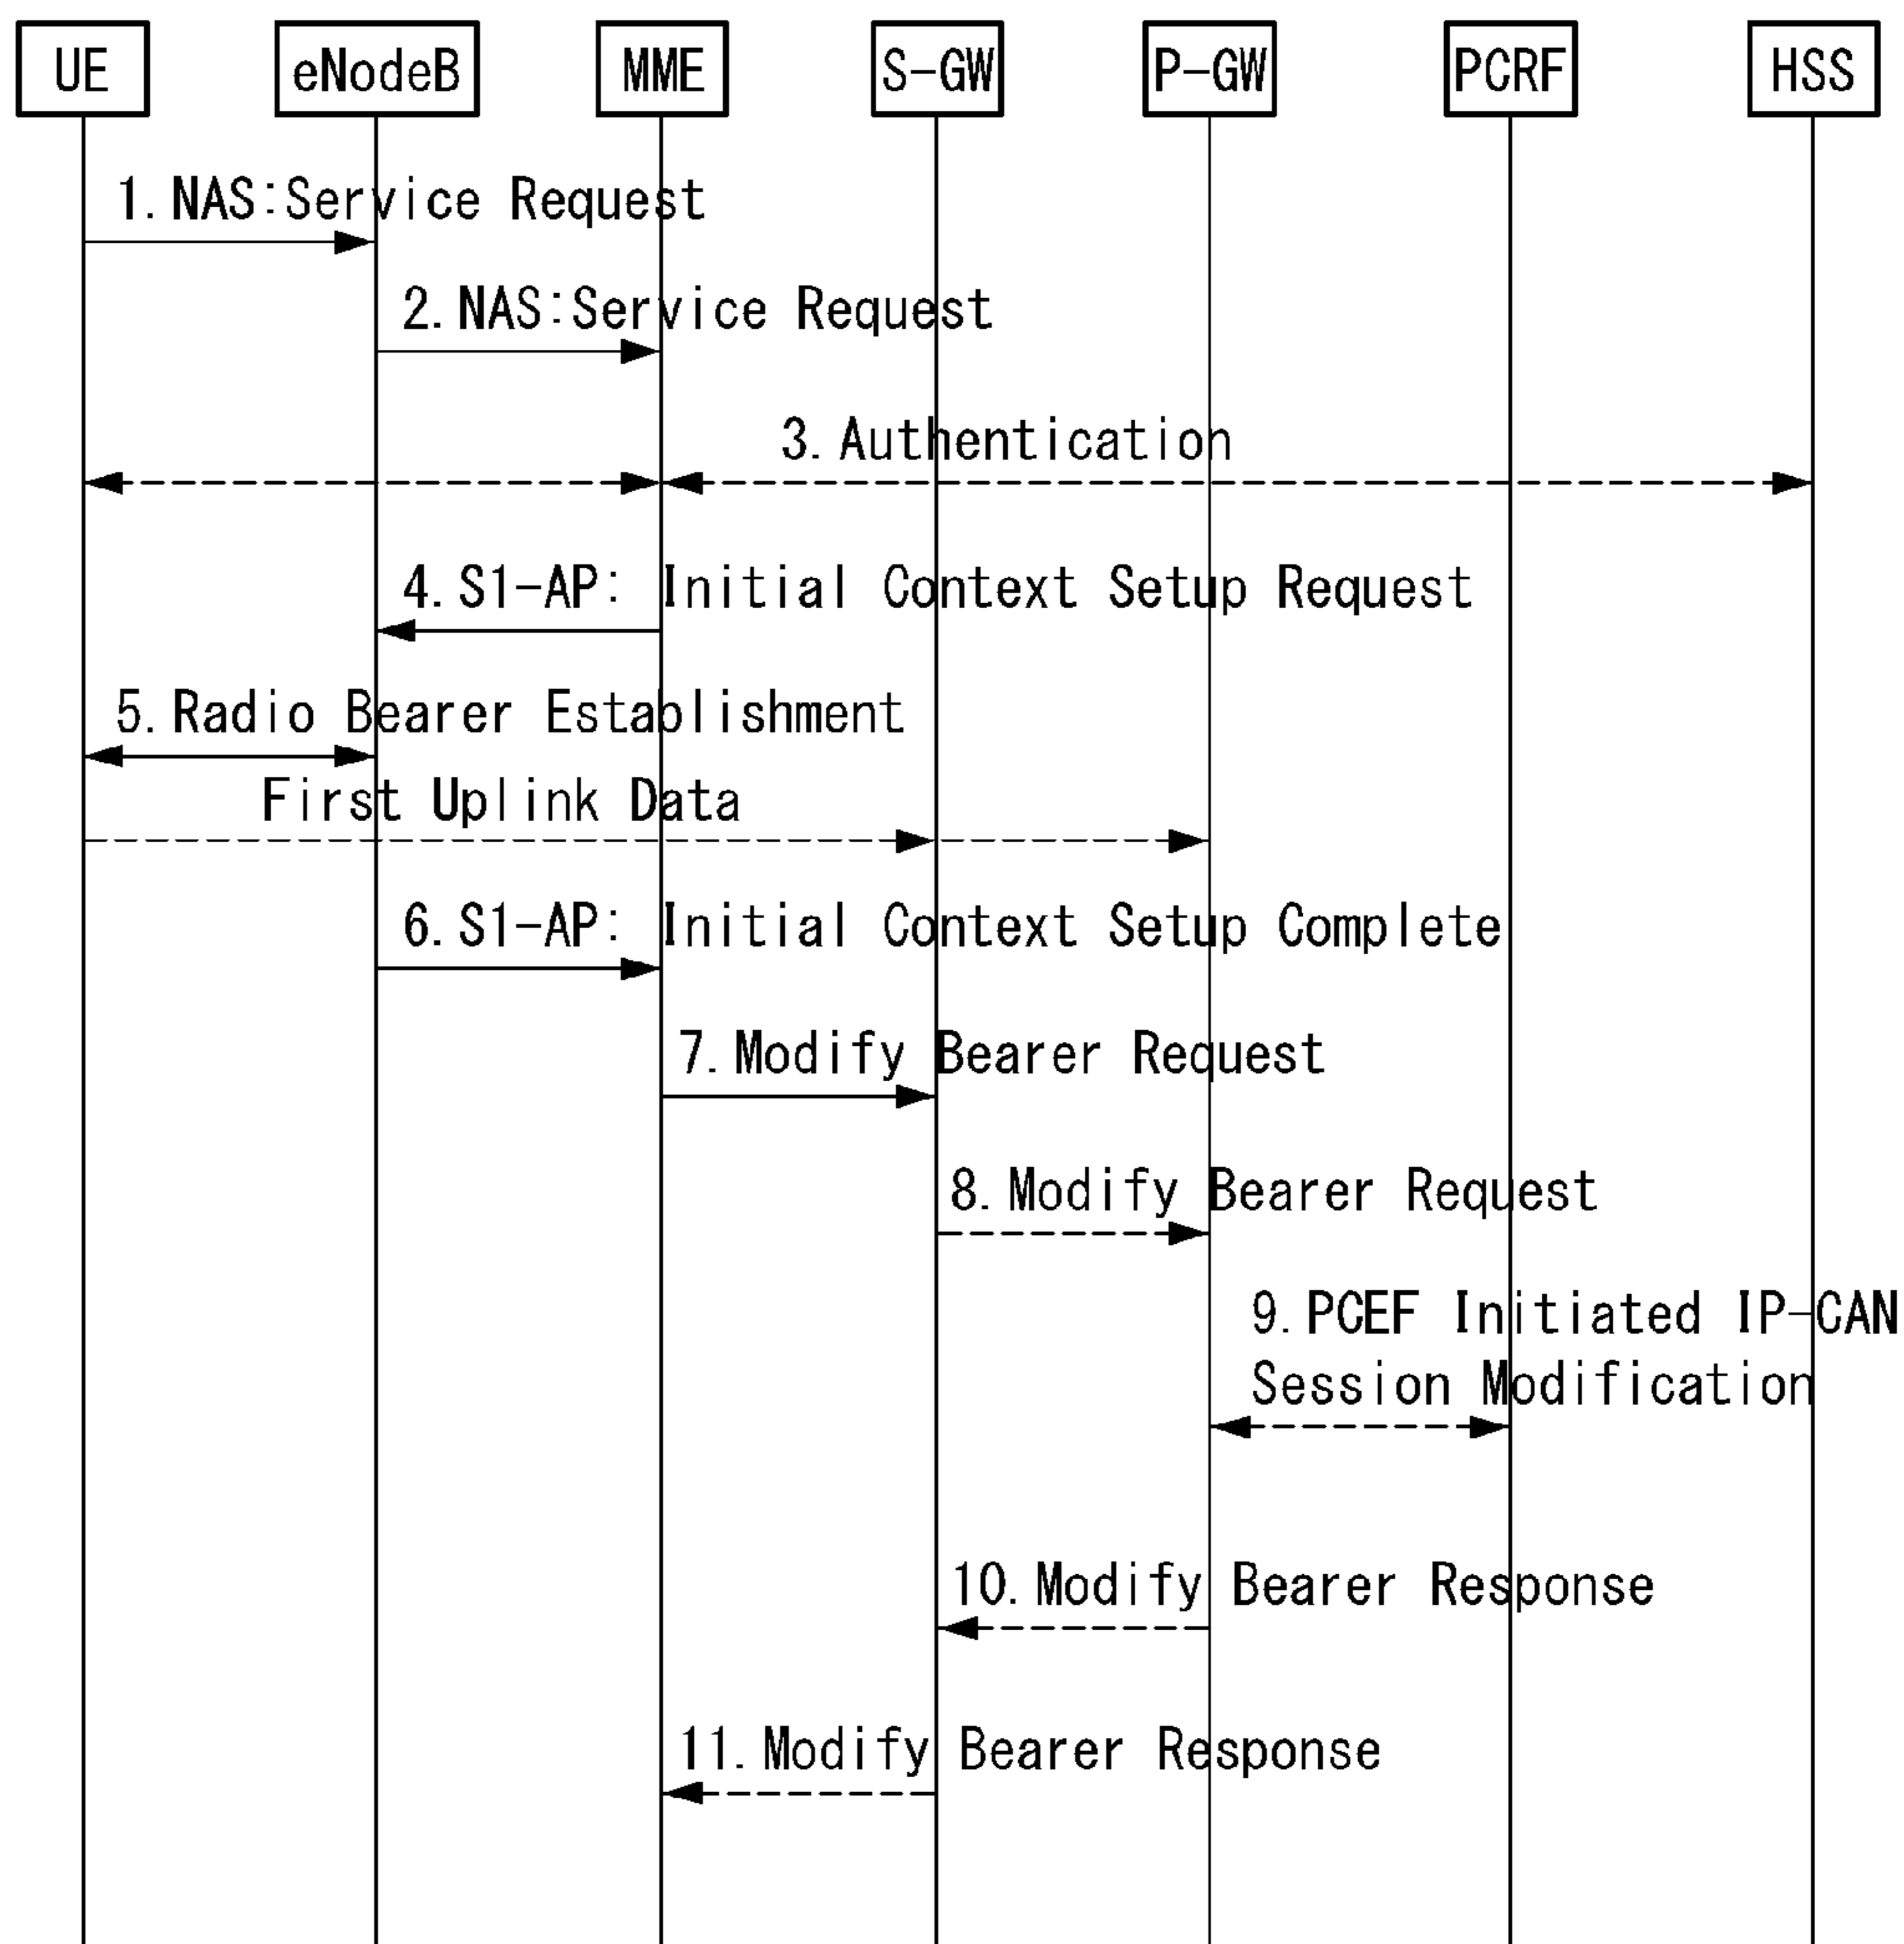 UE eNodeB MME S-GW P-GW PCRF HSS
1. NAS:Service Request
2. NAS:Service Request
3. Authentication
4. S1-AP: Initial Context Setup Request
5. Radio Bearer Establishment
First Uplink Data
6. S1-AP: Initial Context Setup Complete
7. Modify Bearer Request
8. Modify Bearer Request
9. PCEF Initiated IP-CAN
Session Modification
10. Modify Bearer Response
11. Modify Bearer Response